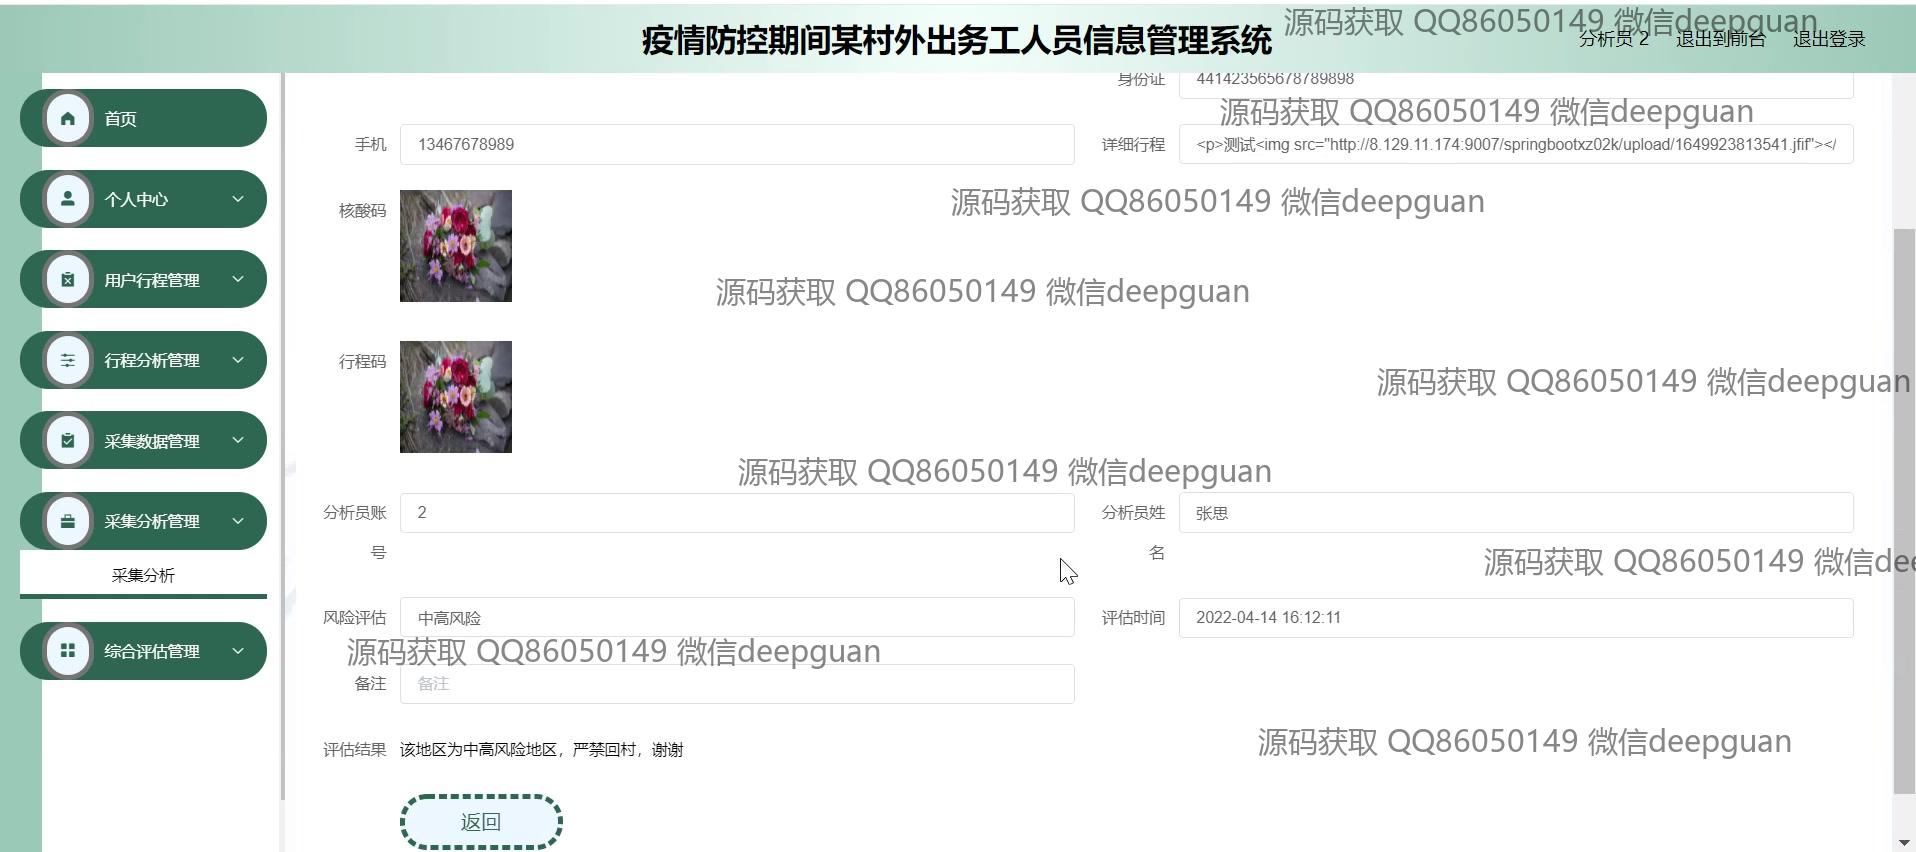 疫情防控期间某村外出务工人员信息管理系统
源码获取 QQ86050149 微信deepguan
分析员 2 退出到前台 退出登录
首页
个人中心
用户行程管理
行程分析管理
采集数据管理
采集分析管理
采集分析
综合评估管理
身份证 441423565678789898
源码获取 QQ86050149 微信deepguan
手机 13467678989
详细行程 <p>测试<img src="http://8.129.11.174:9007/springbootxz02k/upload/1649923813541.jfif"></
核酸码
源码获取 QQ86050149 微信deepguan
源码获取 QQ86050149 微信deepguan
行程码
源码获取 QQ86050149 微信deepguan
源码获取 QQ86050149 微信deepguan
分析员账号 2
分析员姓名 张思
源码获取 QQ86050149 微信dee
风险评估 中高风险
评估时间 2022-04-14 16:12:11
源码获取 QQ86050149 微信deepguan
备注 备注
源码获取 QQ86050149 微信deepguan
评估结果 该地区为中高风险地区，严禁回村，谢谢
返回